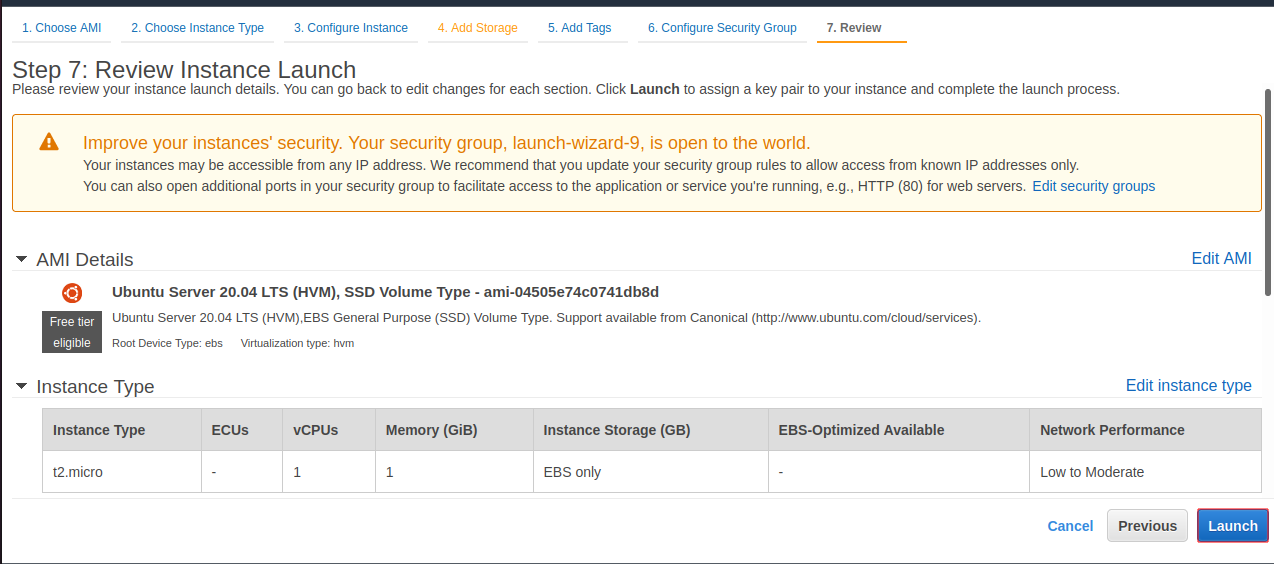 1. Choose AMI 2. Choose Instance Type 3. Configure Instance 4. Add Storage 5. Add Tags 6. Configure Security Group 7. Review
Step 7: Review Instance Launch
Please review your instance launch details. You can go back to edit changes for each section. Click Launch to assign a key pair to your instance and complete the launch process.
Improve your instances' security. Your security group, launch-wizard-9, is open to the world.
Your instances may be accessible from any IP address. We recommend that you update your security group rules to allow access from known IP addresses only.
You can also open additional ports in your security group to facilitate access to the application or service you're running, e.g., HTTP (80) for web servers. Edit security groups
AMI Details Edit AMI
Ubuntu Server 20.04 LTS (HVM), SSD Volume Type - ami-04505e74c0741db8d
Free tier
eligible
Ubuntu Server 20.04 LTS (HVM),EBS General Purpose (SSD) Volume Type. Support available from Canonical (http://www.ubuntu.com/cloud/services).
Root Device Type: ebs Virtualization type: hvm
Instance Type Edit instance type
Instance Type ECUs vCPUs Memory (GiB) Instance Storage (GB) EBS-Optimized Available Network Performance
t2.micro - 1 1 EBS only - Low to Moderate
Cancel Previous Launch